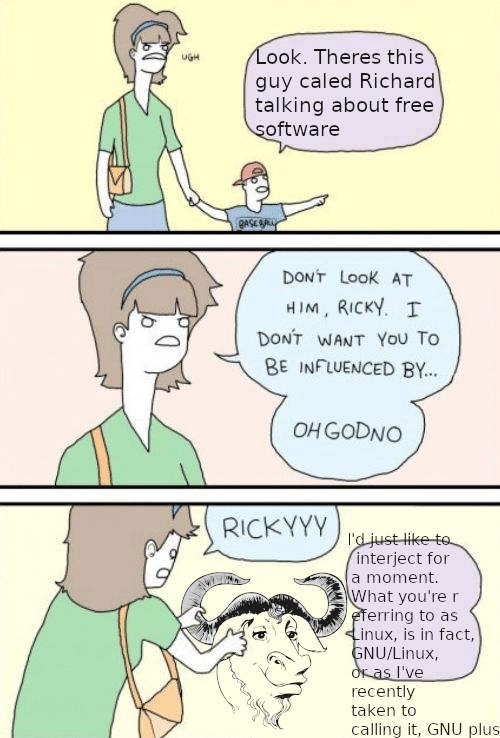 UGH
Look. Theres this
guy caled Richard
talking about free
software
BASEBALL
DON'T LOOK AT
HIM, RICKY. I
DON'T WANT YOU TO
BE INFLUENCED BY...
OHGODNO
RICKYYY
I'd just like to
interject for
a moment.
What you're r
eferring to as
Linux, is in fact,
GNU/Linux,
or as I've
recently
taken to
calling it, GNU plus